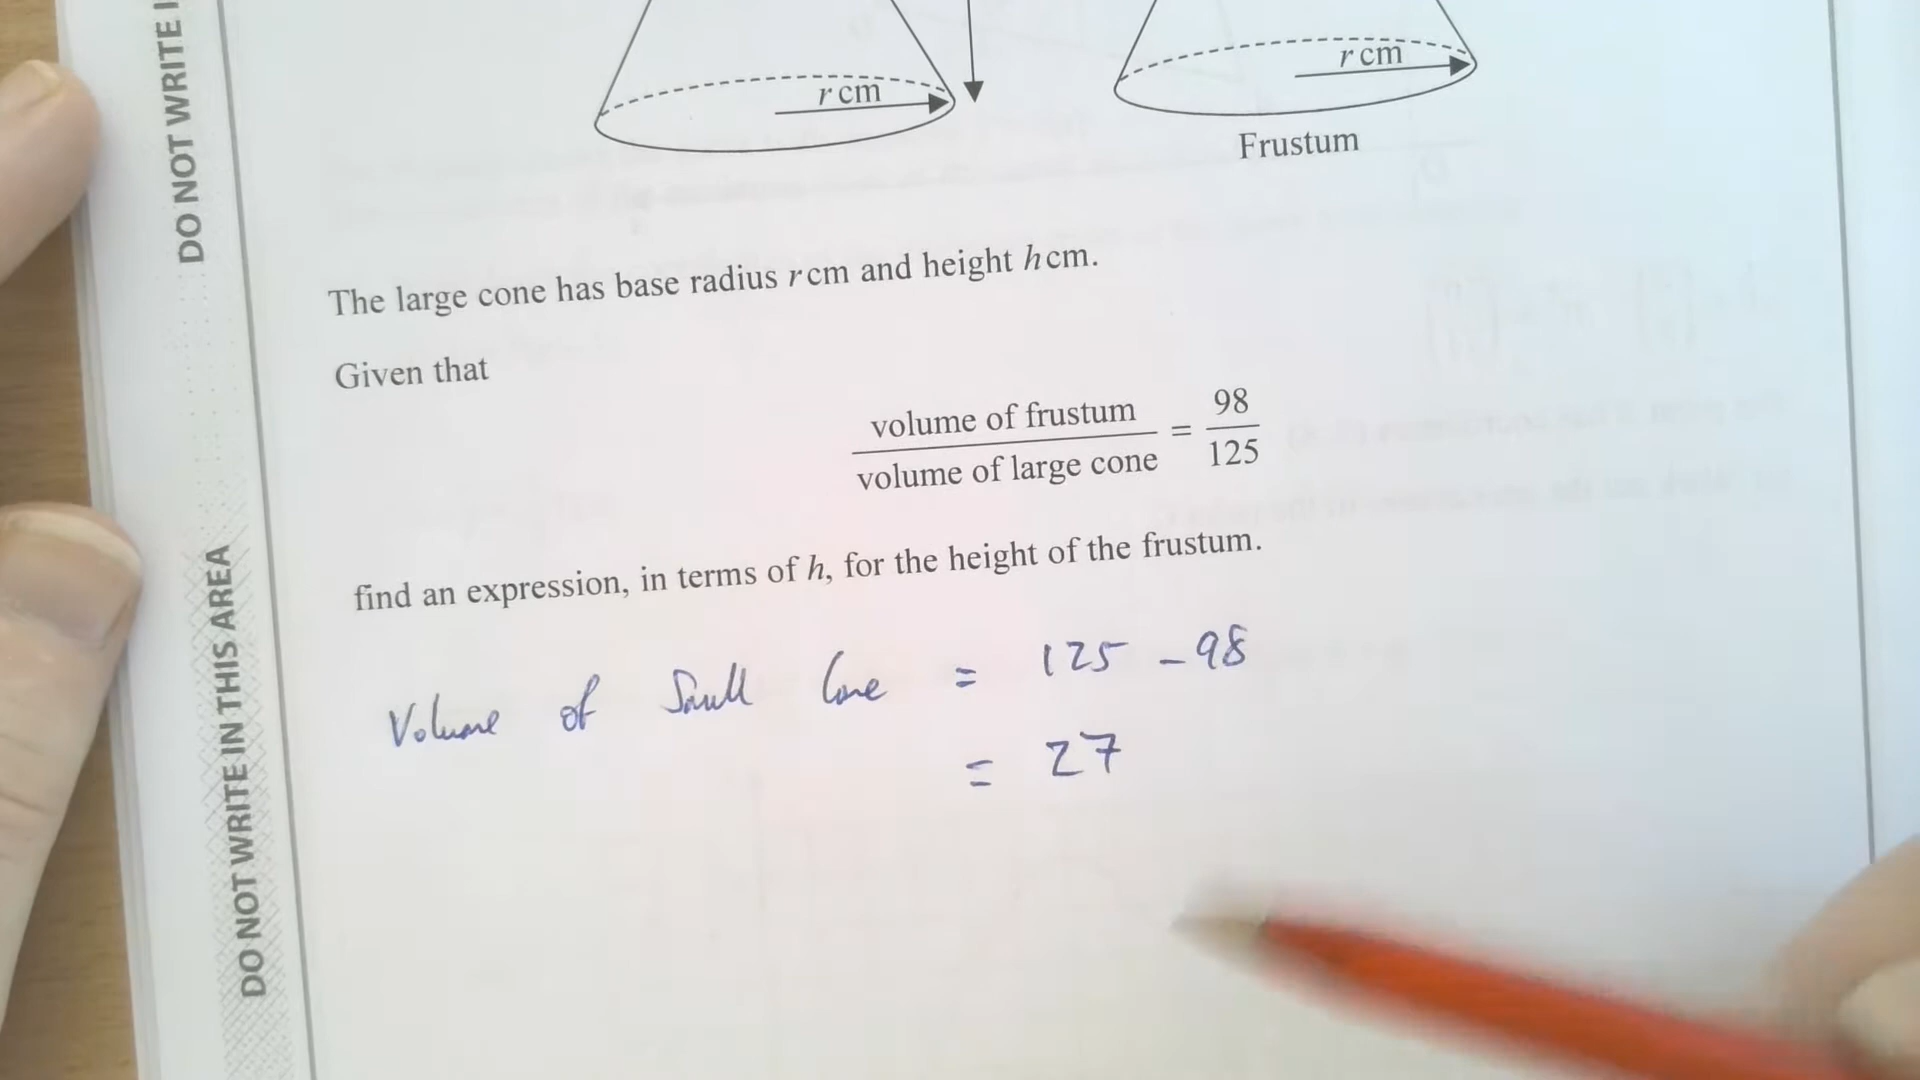 DO NOT WRITE I
r cm
r cm
Frustum
The large cone has base radius r cm and height h cm.
Given that
volume of frustum / volume of large cone = 98 / 125
find an expression, in terms of h, for the height of the frustum.
Volume of Small Cone = 125 - 98
= 27
DO NOT WRITE IN THIS AREA